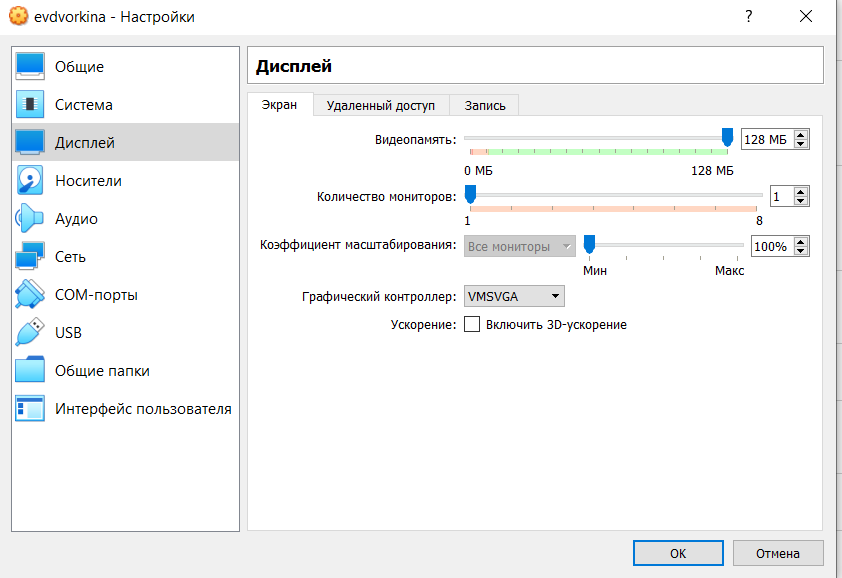 evdvorkina - Настройки
?
Общие
Система
Дисплей
Носители
Аудио
Сеть
COM-порты
USB
Общие папки
Интерфейс пользователя
Дисплей
Экран Удаленный доступ Запись
Видеопамять: 128 МБ
0 МБ 128 МБ
Количество мониторов: 1
1 8
Коэффициент масштабирования: Все мониторы 100%
Мин Макс
Графический контроллер: VMSVGA
Ускорение: Включить 3D-ускорение
OK Отмена